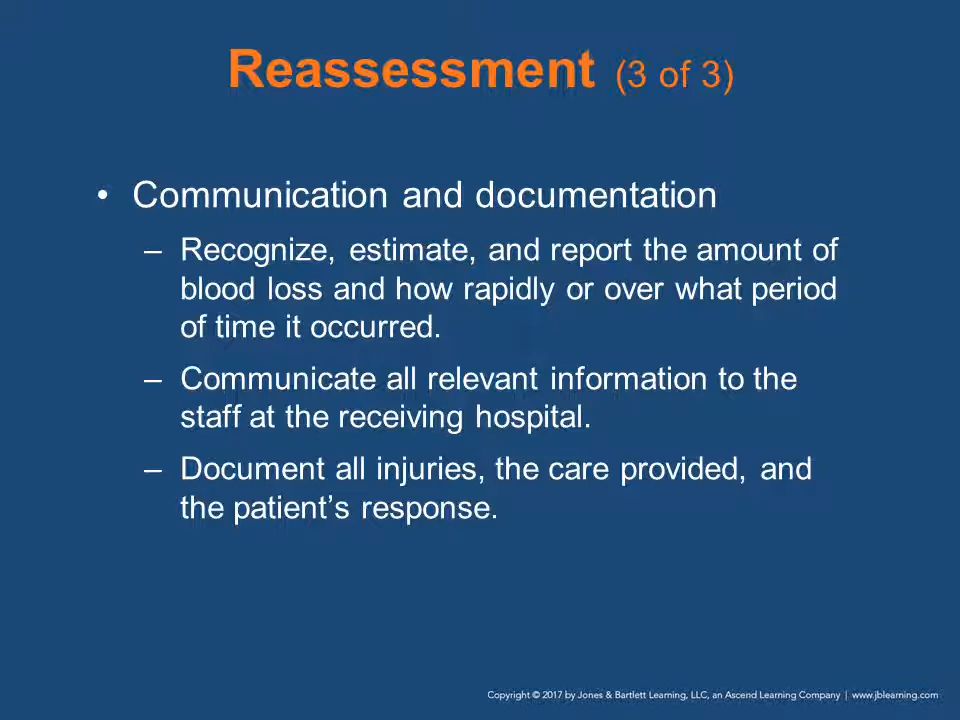 Reassessment (3 of 3)
• Communication and documentation
– Recognize, estimate, and report the amount of
blood loss and how rapidly or over what period
of time it occurred.
– Communicate all relevant information to the
staff at the receiving hospital.
– Document all injuries, the care provided, and
the patient’s response.
Copyright © 2017 by Jones & Bartlett Learning, LLC, an Ascend Learning Company | www.jblearning.com